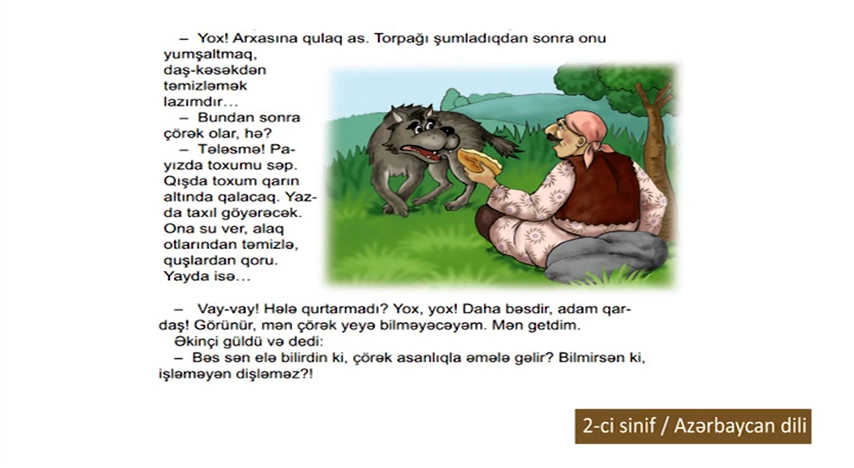 – Yox! Arxasına qulaq as. Torpağı şumladıqdan sonra onu
yumşaltmaq,
daş-kəsəkdən
təmizləmək
lazımdır...
– Bundan sonra
çörək olar, hə?
– Tələsmə! Pa-
yızda toxumu səp.
Qışda toxum qarın
altında qalacaq. Yaz-
da taxıl göyərəcək.
Ona su ver, alaq
otlarından təmizlə,
quşlardan qoru.
Yayda isə...
– Vay-vay! Hələ qurtarmadı? Yox, yox! Daha bəsdir, adam qar-
daş! Görünür, mən çörək yeyə bilməyəcəyəm. Mən getdim.
Əkinçi güldü və dedi:
– Bəs sən elə bilirdin ki, çörək asanlıqla əmələ gəlir? Bilmirsən ki,
işləməyən dişləməz?!
2-ci sinif / Azərbaycan dili